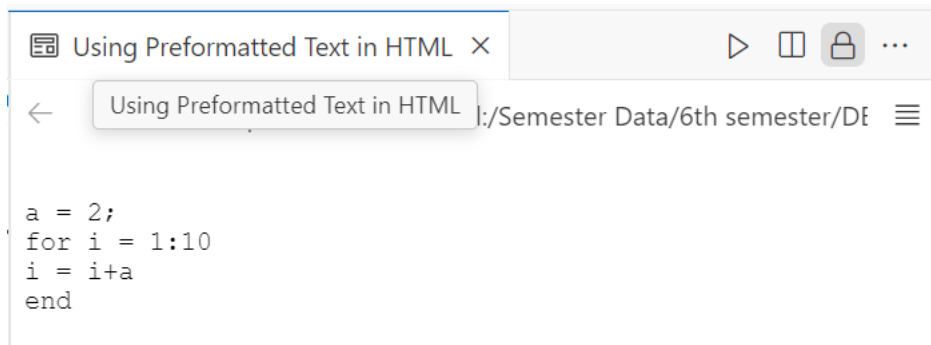 Using Preformatted Text in HTML
Using Preformatted Text in HTML
l:/Semester Data/6th semester/DE
a = 2;
for i = 1:10
i = i+a
end